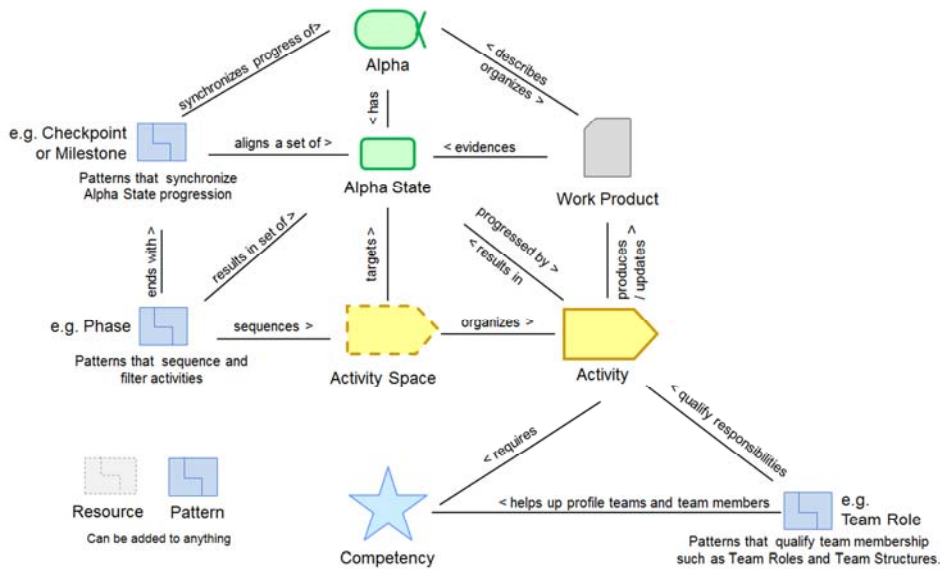 synchronizes progress of>
Alpha
< describes
organizes >
< has
e.g. Checkpoint
or Milestone
aligns a set of >
< evidences
Patterns that synchronize
Alpha State progression
Alpha State
Work Product
ends with >
results in set of >
targets >
progressed by >
< results in
produces >
/ updates
e.g. Phase
sequences >
organizes >
Patterns that sequence and
filter activities
Activity Space
Activity
< requires
< qualify responsibilities
Resource
Pattern
Can be added to anything
< helps up profile teams and team members
Competency
e.g.
Team Role
Patterns that qualify team membership
such as Team Roles and Team Structures.